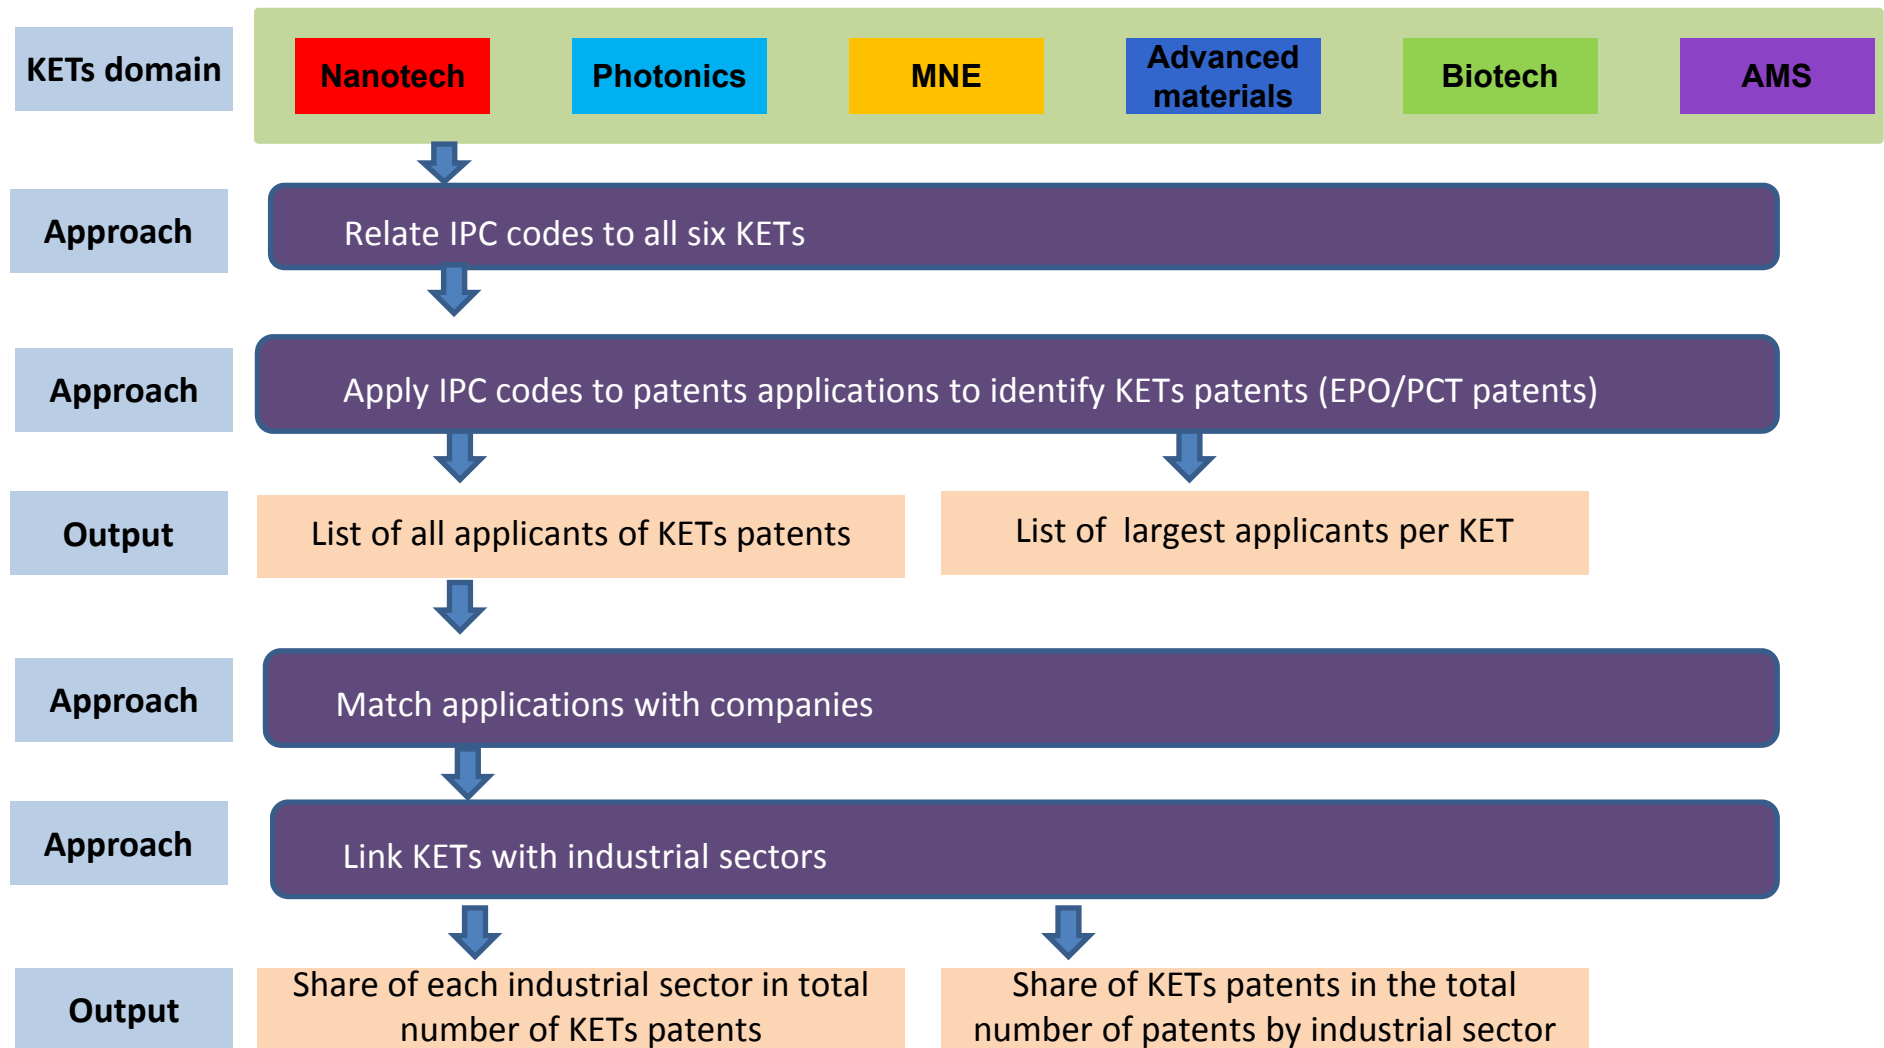 KETs domain
Nanotech
Photonics
MNE
Advanced
materials
Biotech
AMS
Approach
Relate IPC codes to all six KETs
Approach
Apply IPC codes to patents applications to identify KETs patents (EPO/PCT patents)
Output
List of all applicants of KETs patents
List of  largest applicants per KET
Approach
Match applications with companies
Approach
Link KETs with industrial sectors
Output
Share of each industrial sector in total
number of KETs patents
Share of KETs patents in the total
number of patents by industrial sector